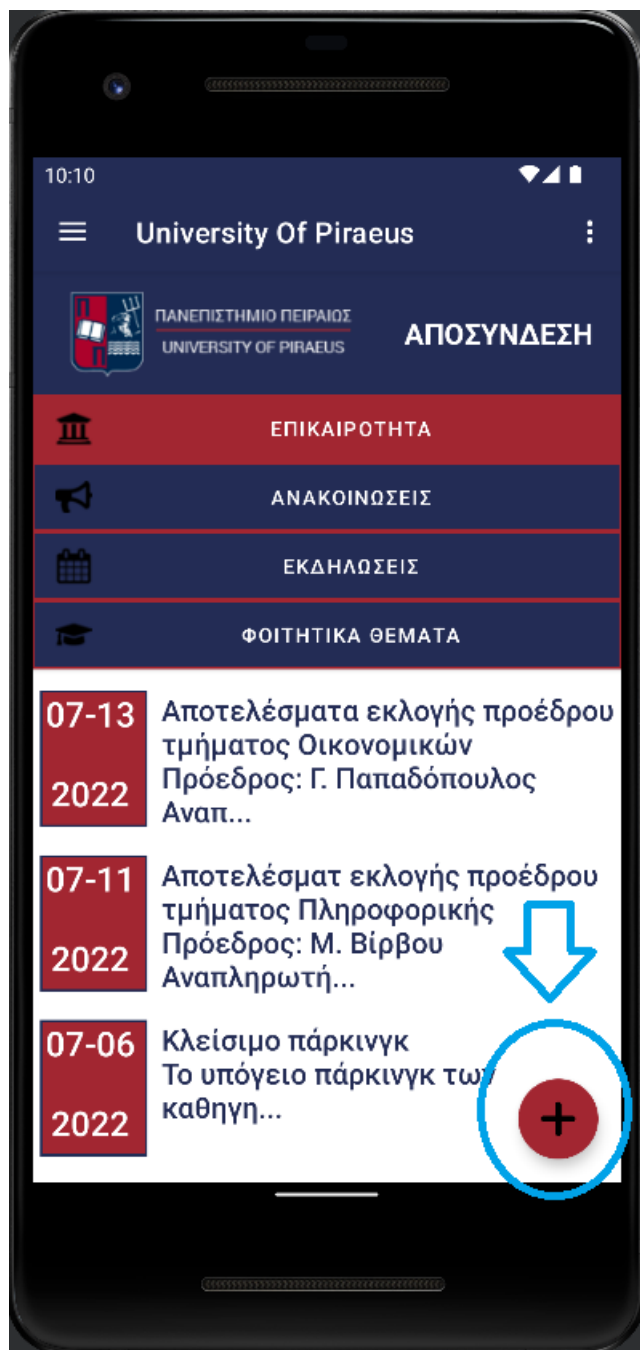 10:10
University Of Piraeus
ΠΑΝΕΠΙΣΤΗΜΙΟ ΠΕΙΡΑΙΩΣ
UNIVERSITY OF PIRAEUS
ΑΠΟΣΥΝΔΕΣΗ
ΕΠΙΚΑΙΡΟΤΗΤΑ
ΑΝΑΚΟΙΝΩΣΕΙΣ
ΕΚΔΗΛΩΣΕΙΣ
ΦΟΙΤΗΤΙΚΑ ΘΕΜΑΤΑ
07-13
2022
Αποτελέσματα εκλογής προέδρου
τμήματος Οικονομικών
Πρόεδρος: Γ. Παπαδόπουλος
Αναπ...
07-11
2022
Αποτελέσματ εκλογής προέδρου
τμήματος Πληροφορικής
Πρόεδρος: Μ. Βίρβου
Αναπληρωτή...
07-06
2022
Κλείσιμο πάρκινγκ
Το υπόγειο πάρκινγκ των
καθηγη...